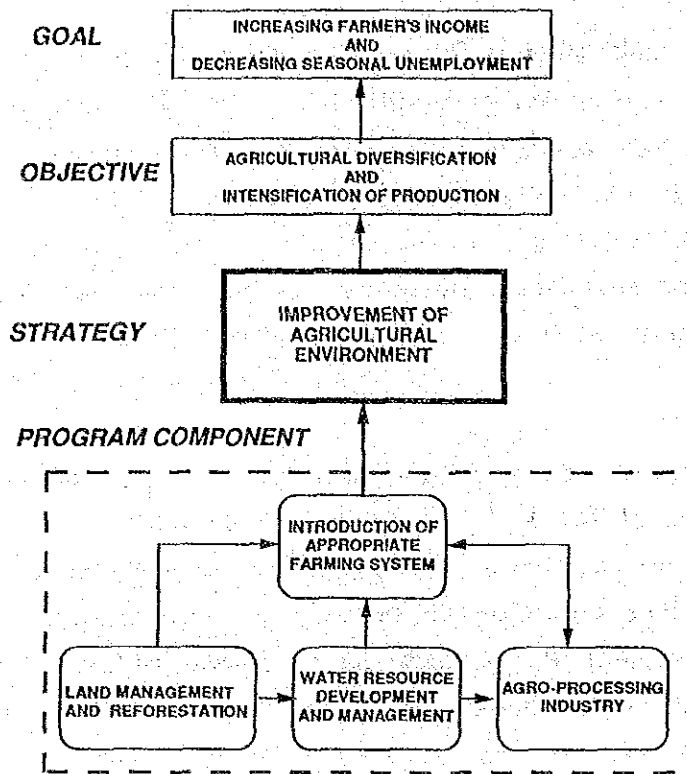 GOAL
INCREASING FARMER'S INCOME
AND
DECREASING SEASONAL UNEMPLOYMENT
OBJECTIVE
AGRICULTURAL DIVERSIFICATION
AND
INTENSIFICATION OF PRODUCTION
STRATEGY
IMPROVEMENT OF
AGRICULTURAL
ENVIRONMENT
PROGRAM COMPONENT
INTRODUCTION OF
APPROPRIATE
FARMING SYSTEM
LAND MANAGEMENT
AND REFORESTATION
WATER RESOURCE
DEVELOPMENT
AND MANAGEMENT
AGRO-PROCESSING
INDUSTRY